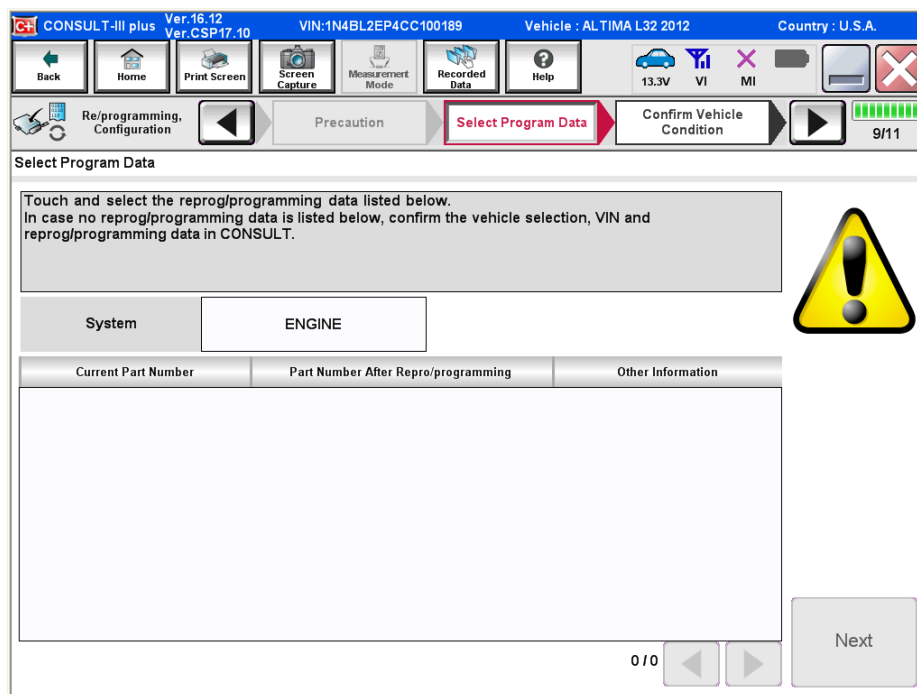 C+ CONSULT-III plus Ver.16.12 VIN:1N4BL2EP4CC100189 Vehicle : ALTIMA L32 2012 Country : U.S.A.
Ver.CSP17.10
Back
Home
Print Screen
Screen
Capture
Measurement
Mode
Recorded
Data
Help
13.3V
VI
MI
Re/programming,
Configuration
Precaution
Select Program Data
Confirm Vehicle
Condition
9/11
Select Program Data
Touch and select the reprog/programming data listed below.
In case no reprog/programming data is listed below, confirm the vehicle selection, VIN and
reprog/programming data in CONSULT.
System
ENGINE
Current Part Number
Part Number After Repro/programming
Other Information
0 / 0
Next